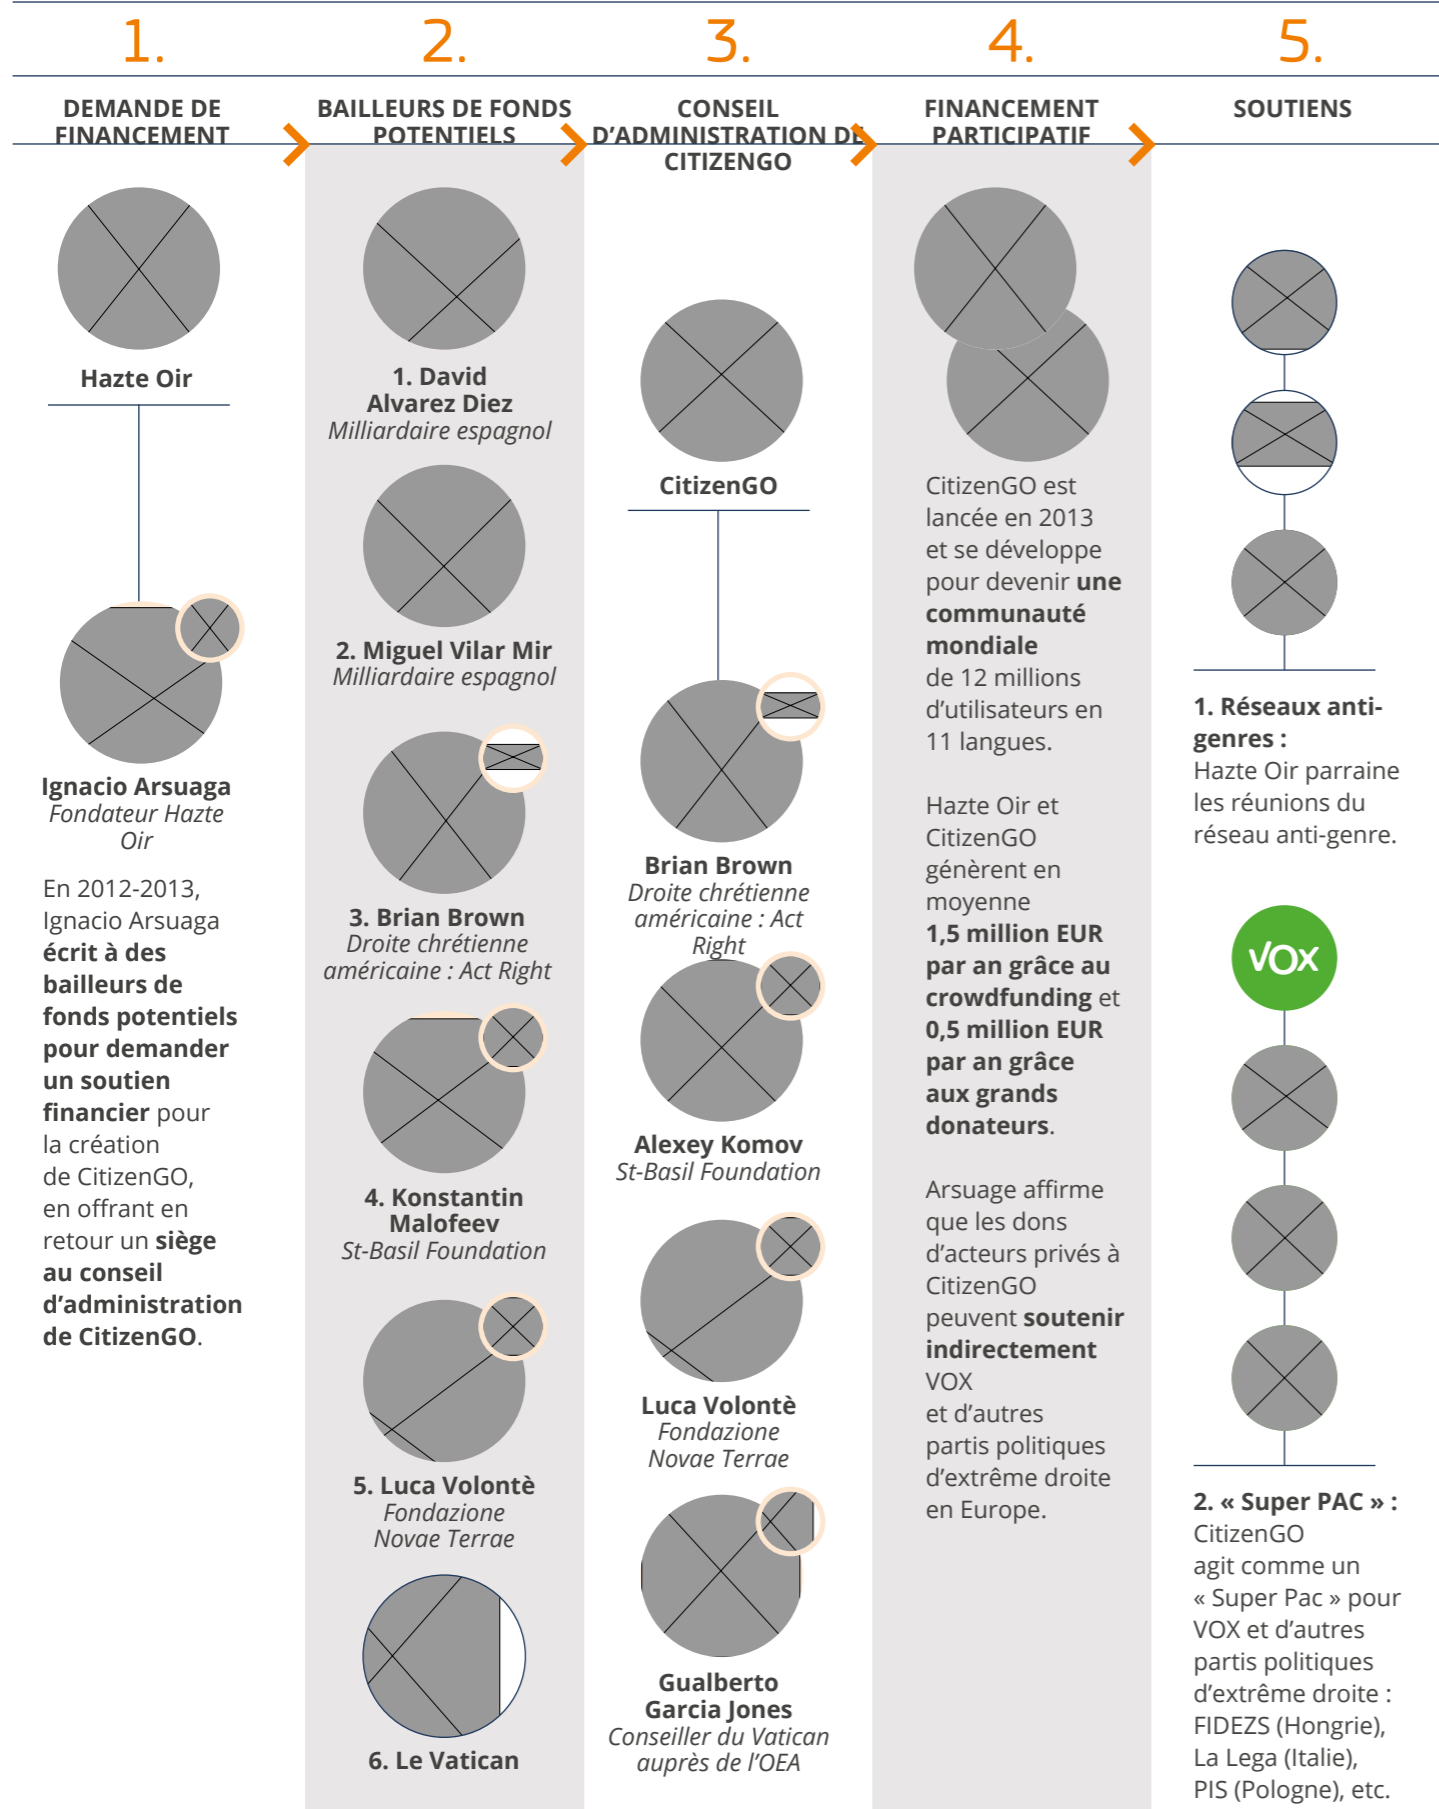 1.
DEMANDE DE
FINANCEMENT
Hazte Oir
Ignacio Arsuaga
Fondateur Hazte
Oir
En 2012-2013,
Ignacio Arsuaga
écrit à des
bailleurs de
fonds potentiels
pour demander
un soutien
financier pour
la création
de CitizenGO,
en offrant en
retour un siège
au conseil
d’administration
de CitizenGO.
2.
BAILLEURS DE FONDS
POTENTIELS
1. David
Alvarez Diez
Milliardaire espagnol
2. Miguel Vilar Mir
Milliardaire espagnol
3. Brian Brown
Droite chrétienne
américaine : Act Right
4. Konstantin
Malofeev
St-Basil Foundation
5. Luca Volontè
Fondazione
Novae Terrae
6. Le Vatican
3.
CONSEIL
D’ADMINISTRATION DE
CITIZENGO
CitizenGO
Brian Brown
Droite chrétienne
américaine : Act
Right
Alexey Komov
St-Basil Foundation
Luca Volontè
Fondazione
Novae Terrae
Gualberto
Garcia Jones
Conseiller du Vatican
auprès de l’OEA
4.
FINANCEMENT
PARTICIPATIF
CitizenGO est
lancée en 2013
et se développe
pour devenir une
communauté
mondiale
de 12 millions
d’utilisateurs en
11 langues.
Hazte Oir et
CitizenGO
génèrent en
moyenne
1,5 million EUR
par an grâce au
crowdfunding et
0,5 million EUR
par an grâce
aux grands
donateurs.
Arsuage affirme
que les dons
d’acteurs privés à
CitizenGO
peuvent soutenir
indirectement
VOX
et d’autres
partis politiques
d’extrême droite
en Europe.
5.
SOUTIENS
1. Réseaux anti-
genres :
Hazte Oir parraine
les réunions du
réseau anti-genre.
VOX
2. « Super PAC » :
CitizenGO
agit comme un
« Super Pac » pour
VOX et d’autres
partis politiques
d’extrême droite :
FIDEZS (Hongrie),
La Lega (Italie),
PIS (Pologne), etc.